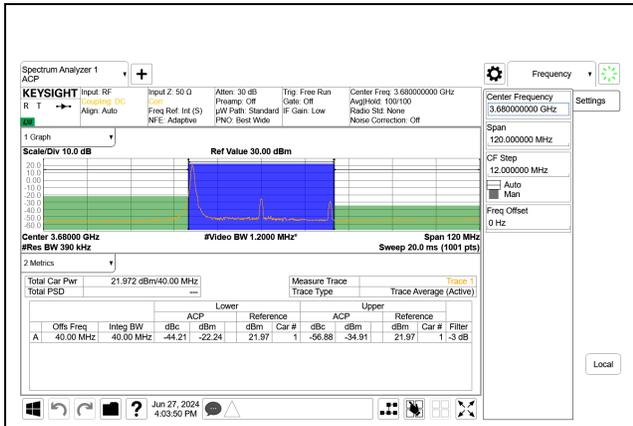 Spectrum Analyzer 1
ACP
Frequency
KEYSIGHT
R T
Input: RF
Coupling: DC
Align: Auto
Input Z: 50 Ω
Corr
Freq Ref: Int (S)
NFE: Adaptive
Atten: 30 dB
Preamp: Off
µW Path: Standard
PNO: Best Wide
Trig: Free Run
Gate: Off
IF Gain: Low
Center Freq: 3.680000000 GHz
Avg|Hold: 100/100
Radio Std: None
Noise Correction: Off
1 Graph
Scale/Div 10.0 dB
Ref Value 30.00 dBm
20.0
10.0
0.00
-10.0
-20.0
-30.0
-40.0
-50.0
-60.0
Center 3.68000 GHz
#Video BW 1.2000 MHz*
Span 120 MHz
#Res BW 390 kHz
Sweep 20.0 ms (1001 pts)
2 Metrics
Total Car Pwr 21.972 dBm/40.00 MHz
Total PSD ---
Measure Trace Trace 1
Trace Type Trace Average (Active)
Lower Upper
ACP Reference ACP Reference
Offs Freq Integ BW dBc dBm dBm Car # dBc dBm dBm Car # Filter
A 40.00 MHz 40.00 MHz -44.21 -22.24 21.97 1 -56.88 -34.91 21.97 1 -3 dB
Jun 27, 2024
4:03:50 PM
Center Frequency
3.680000000 GHz
Settings
Span
120.000000 MHz
CF Step
12.000000 MHz
Auto
Man
Freq Offset
0 Hz
Local